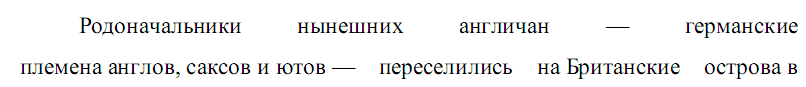 Родоначальники нынешних англичан — германские
племена англов, саксов и ютов — переселились на Британские острова в